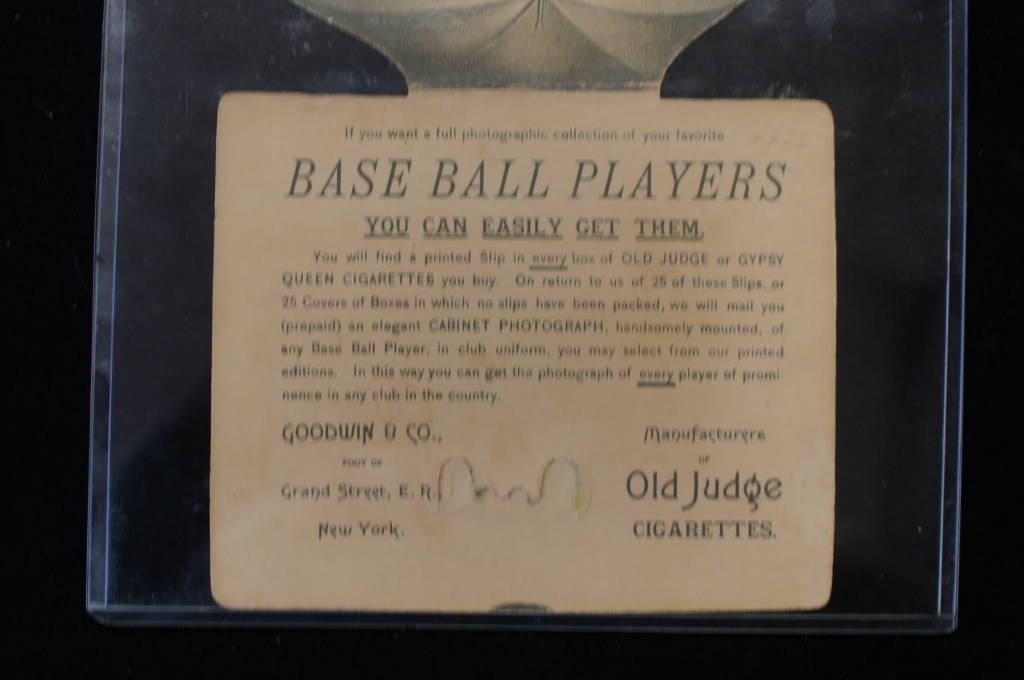 If you want a full photographic collection of your favorite
BASE BALL PLAYERS
YOU CAN EASILY GET THEM.
You will find a printed Slip in every box of OLD JUDGE or GYPSY
QUEEN CIGARETTES you buy. On return to us of 25 of these Slips, or
25 Covers of Boxes in which no slips have been packed, we will mail you
(prepaid) an elegant CABINET PHOTOGRAPH, handsomely mounted, of
any Base Ball Player, in club uniform, you may select from our printed
editions. In this way you can get the photograph of every player of promi-
nence in any club in the country.
GOODWIN & CO.,
FOOT OF
Grand Street, E. R.,
New York.
Manufacturers
OF
Old Judge
CIGARETTES.